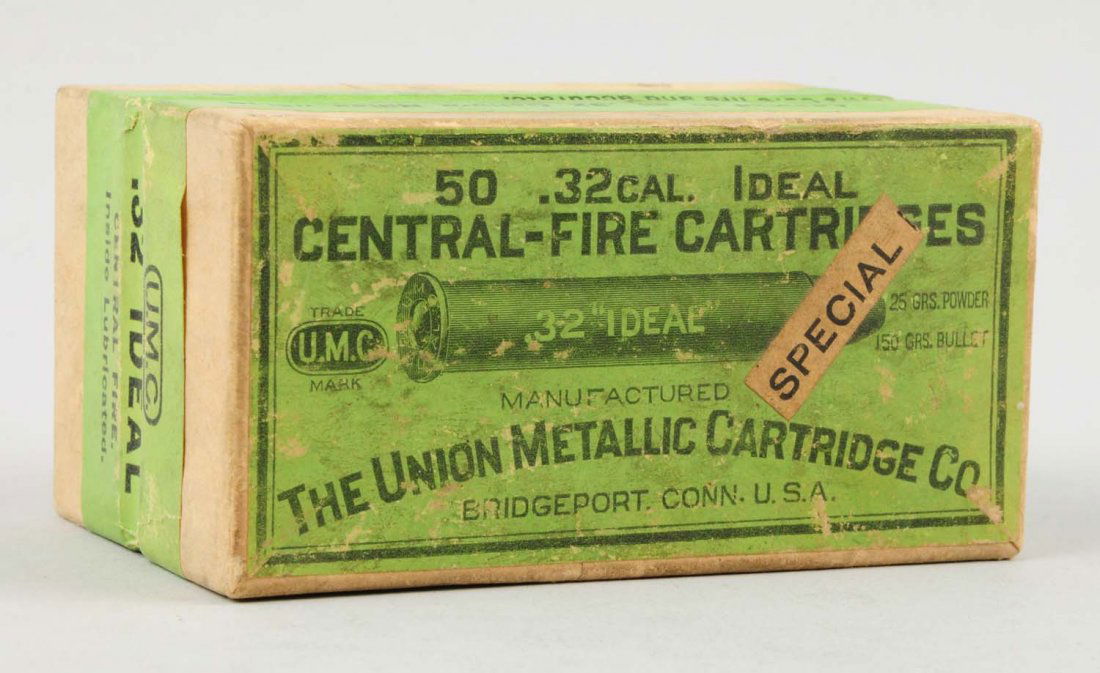 50 .32CAL. IDEAL
CENTRAL-FIRE CARTRIDGES
.32 "IDEAL"
TRADE
U.M.C.
MARK
25 GRS. POWDER
150 GRS. BULLET
SPECIAL
MANUFACTURED
THE UNION METALLIC CARTRIDGE CO
BRIDGEPORT, CONN. U.S.A.
U.M.C.
.32 IDEAL
CENTRAL FIRE.
Inside Lubricated.